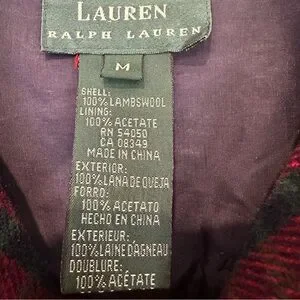 LAUREN
RALPH LAUREN
M
SHELL:
100% LAMBSWOOL
LINING:
100% ACETATE
RN 54050
CA 08349
MADE IN CHINA
EXTERIOR:
100% LANA DE OVEJA
FORRO:
100% ACETATO
HECHO EN CHINA
EXTERIEUR:
100% LAINE D'AGNEAU
DOUBLURE:
100% ACÉTATE